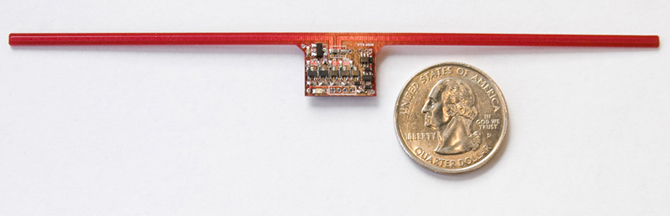 UNITED STATES OF AMERICA
LIBERTY
IN
GOD WE
TRUST
D
QUARTER DOLLAR